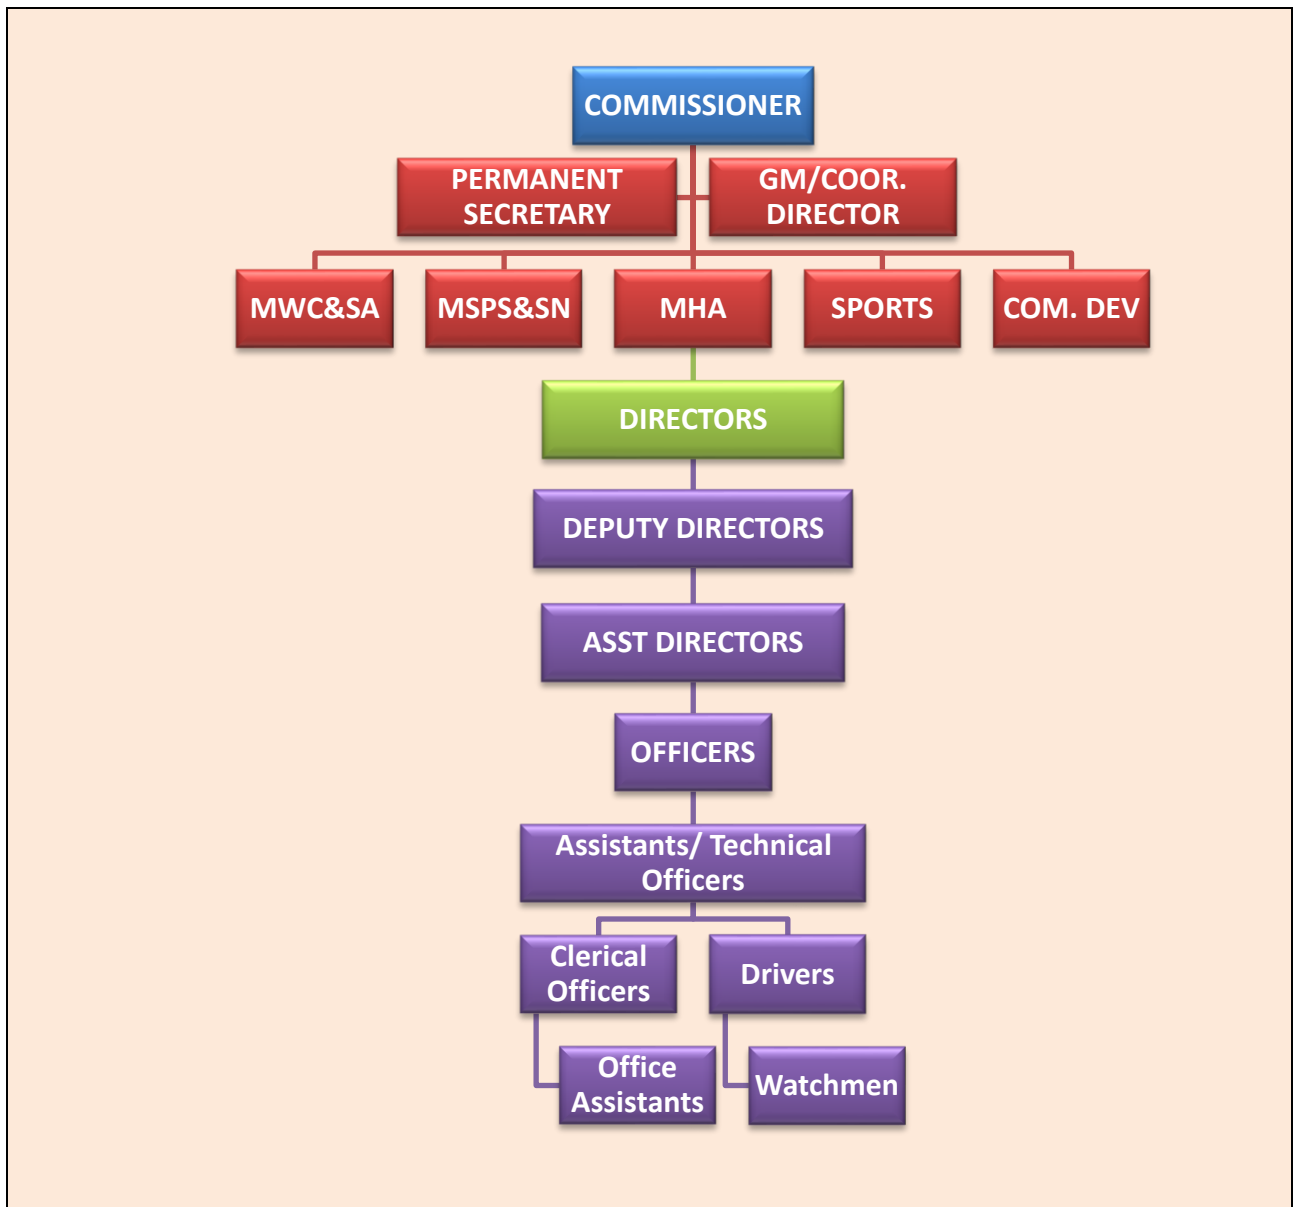 COMMISSIONER
PERMANENT
SECRETARY
GM/COOR.
DIRECTOR
MWC&SA
MSPS&SN
MHA
SPORTS
COM. DEV
DIRECTORS
DEPUTY DIRECTORS
ASST DIRECTORS
OFFICERS
Assistants/ Technical
Officers
Clerical
Officers
Drivers
Office
Assistants
Watchmen